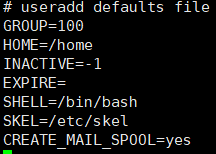 # useradd defaults file
GROUP=100
HOME=/home
INACTIVE=-1
EXPIRE=
SHELL=/bin/bash
SKEL=/etc/skel
CREATE_MAIL_SPOOL=yes